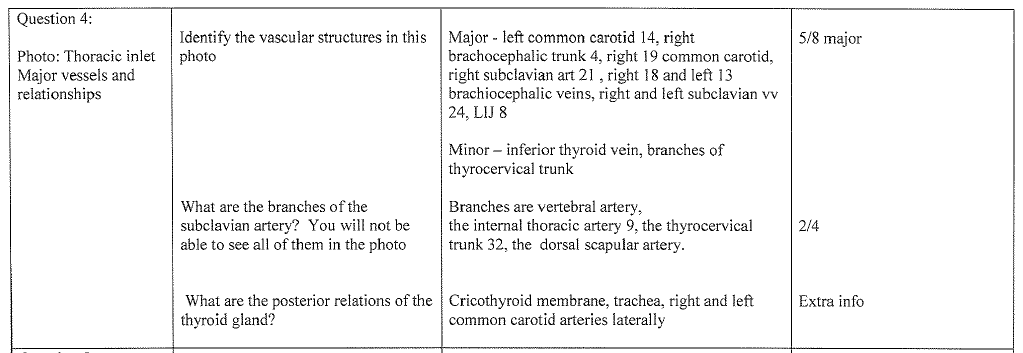 Question 4:
Photo: Thoracic inlet
Major vessels and
relationships
Identify the vascular structures in this
photo
Major - left common carotid 14, right
brachocephalic trunk 4, right 19 common carotid,
right subclavian art 21 , right 18 and left 13
brachiocephalic veins, right and left subclavian vv
24, LIJ 8
Minor – inferior thyroid vein, branches of
thyrocervical trunk
5/8 major
What are the branches of the
subclavian artery? You will not be
able to see all of them in the photo
Branches are vertebral artery,
the internal thoracic artery 9, the thyrocervical
trunk 32, the dorsal scapular artery.
2/4
What are the posterior relations of the
thyroid gland?
Cricothyroid membrane, trachea, right and left
common carotid arteries laterally
Extra info